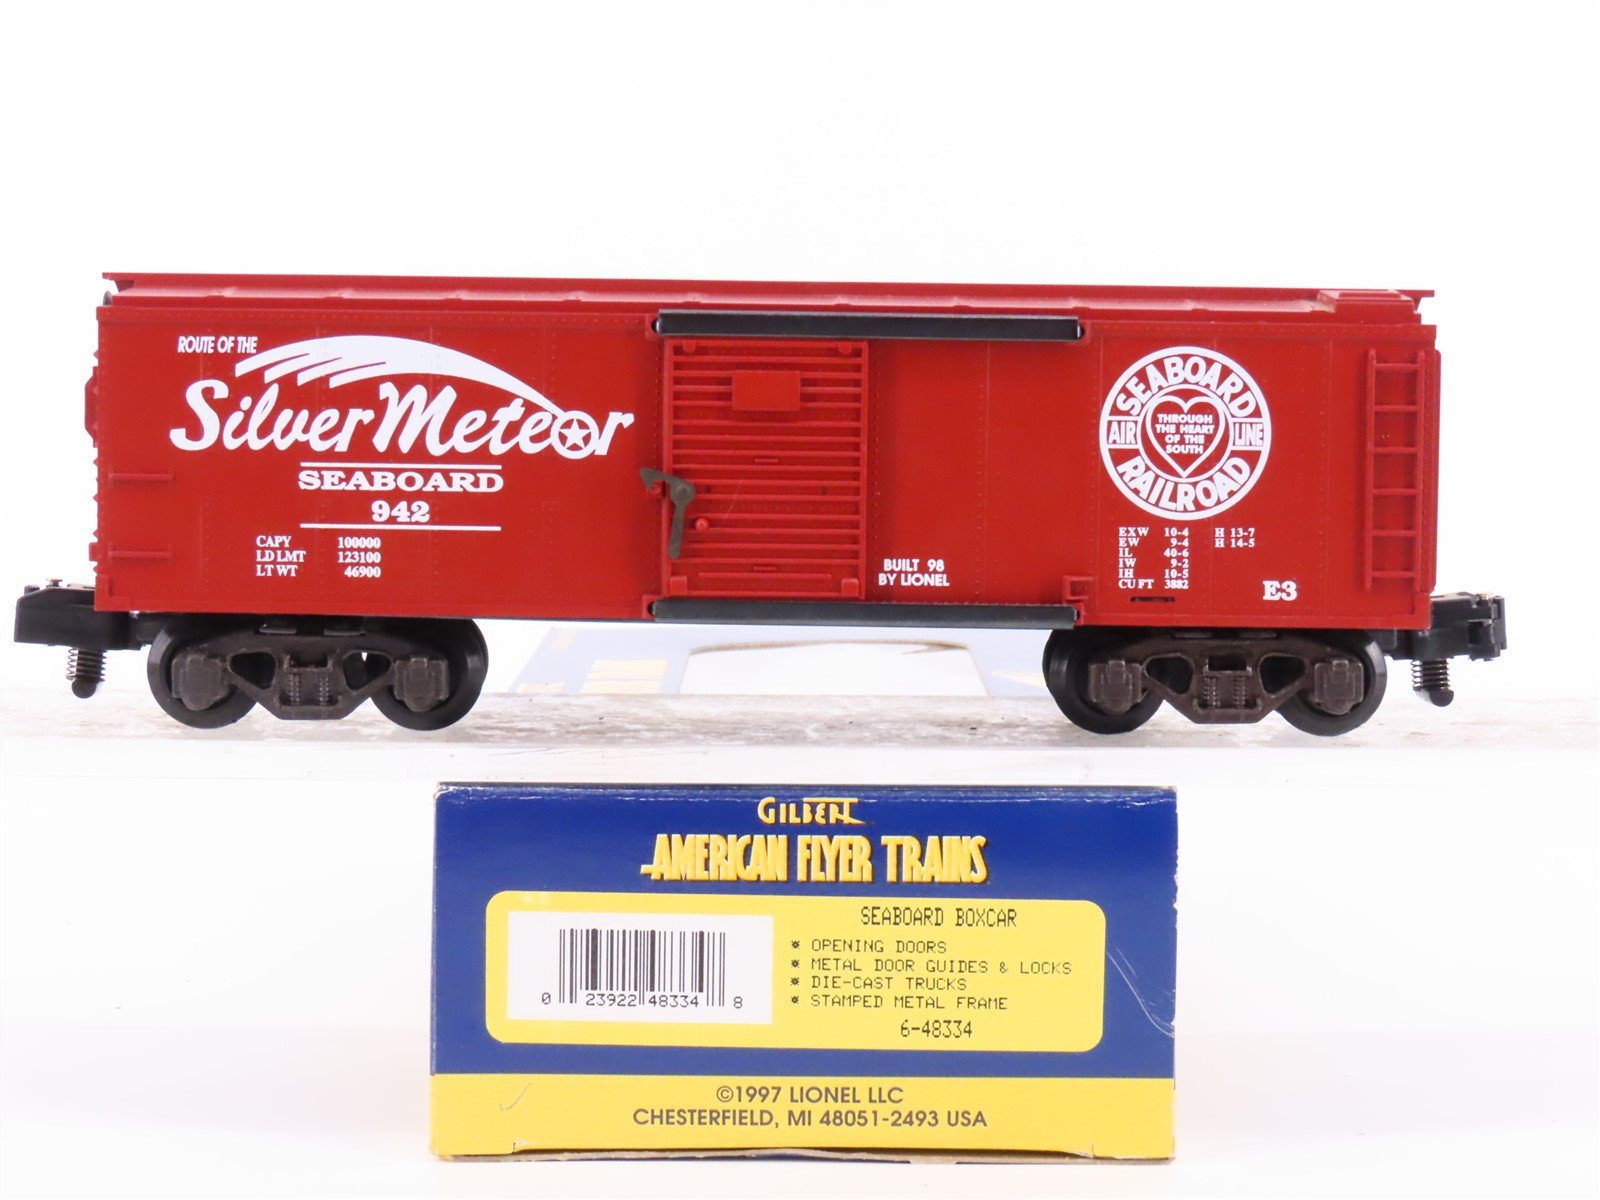 ROUTE OF THE
Silver Meteor
SEABOARD
942
CAPY 100000
LD LMT 123100
LT WT 46900
BUILT 98
BY LIONEL
SEABOARD
AIR LINE
RAILROAD
THROUGH
THE HEART
OF THE
SOUTH
EXW 10-4 H 13-7
EW 9-4 H 14-5
IL 40-6
IW 9-2
IH 10-5
CU FT 3882
E3
GILBERT
AMERICAN FLYER TRAINS
SEABOARD BOXCAR
* OPENING DOORS
* METAL DOOR GUIDES & LOCKS
* DIE-CAST TRUCKS
* STAMPED METAL FRAME
6-48334
0 23922 48334 8
©1997 LIONEL LLC
CHESTERFIELD, MI 48051-2493 USA